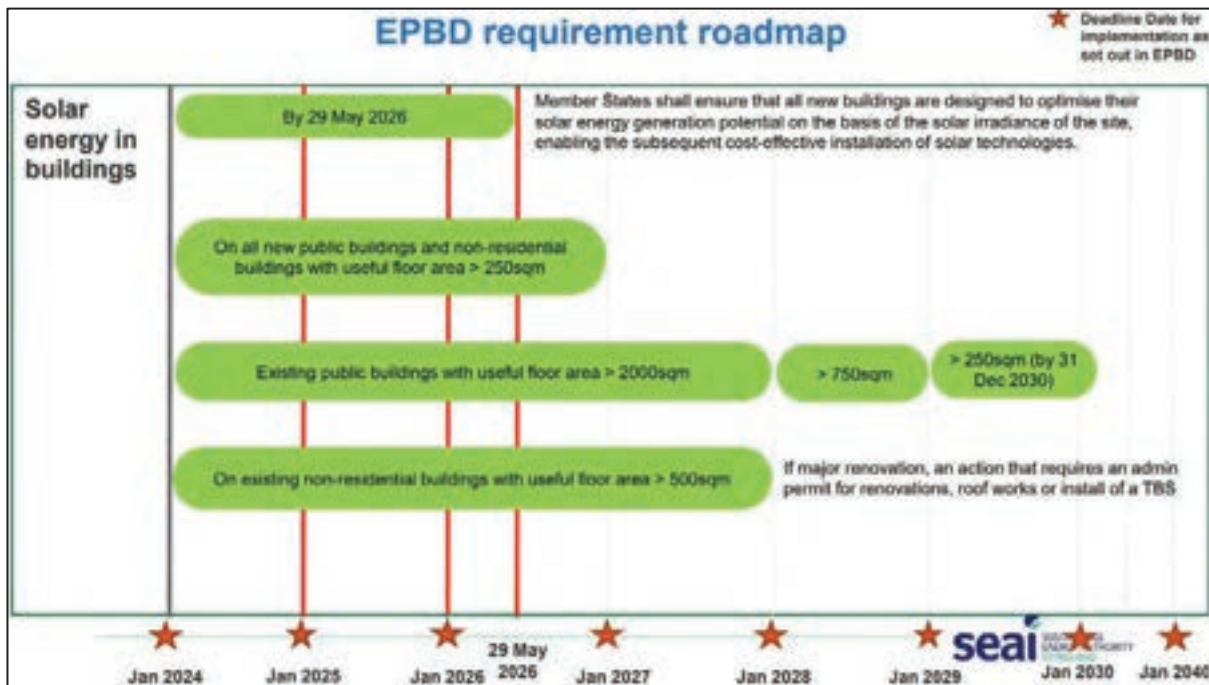 EPBD requirement roadmap
Deadline Date for
implementation as
set out in EPBD
Solar
energy in
buildings
By 29 May 2026
Member States shall ensure that all new buildings are designed to optimise their
solar energy generation potential on the basis of the solar irradiance of the site,
enabling the subsequent cost-effective installation of solar technologies.
On all new public buildings and non-residential
buildings with useful floor area > 250sqm
Existing public buildings with useful floor area > 2000sqm
> 750sqm
> 250sqm (by 31
Dec 2030)
On existing non-residential buildings with useful floor area > 500sqm
If major renovation, an action that requires an admin
permit for renovations, roof works or install of a TBS
seai
ENERGY AUTHORITY
29 May
2026
Jan 2024
Jan 2025
Jan 2026
Jan 2027
Jan 2028
Jan 2029
Jan 2030
Jan 2040